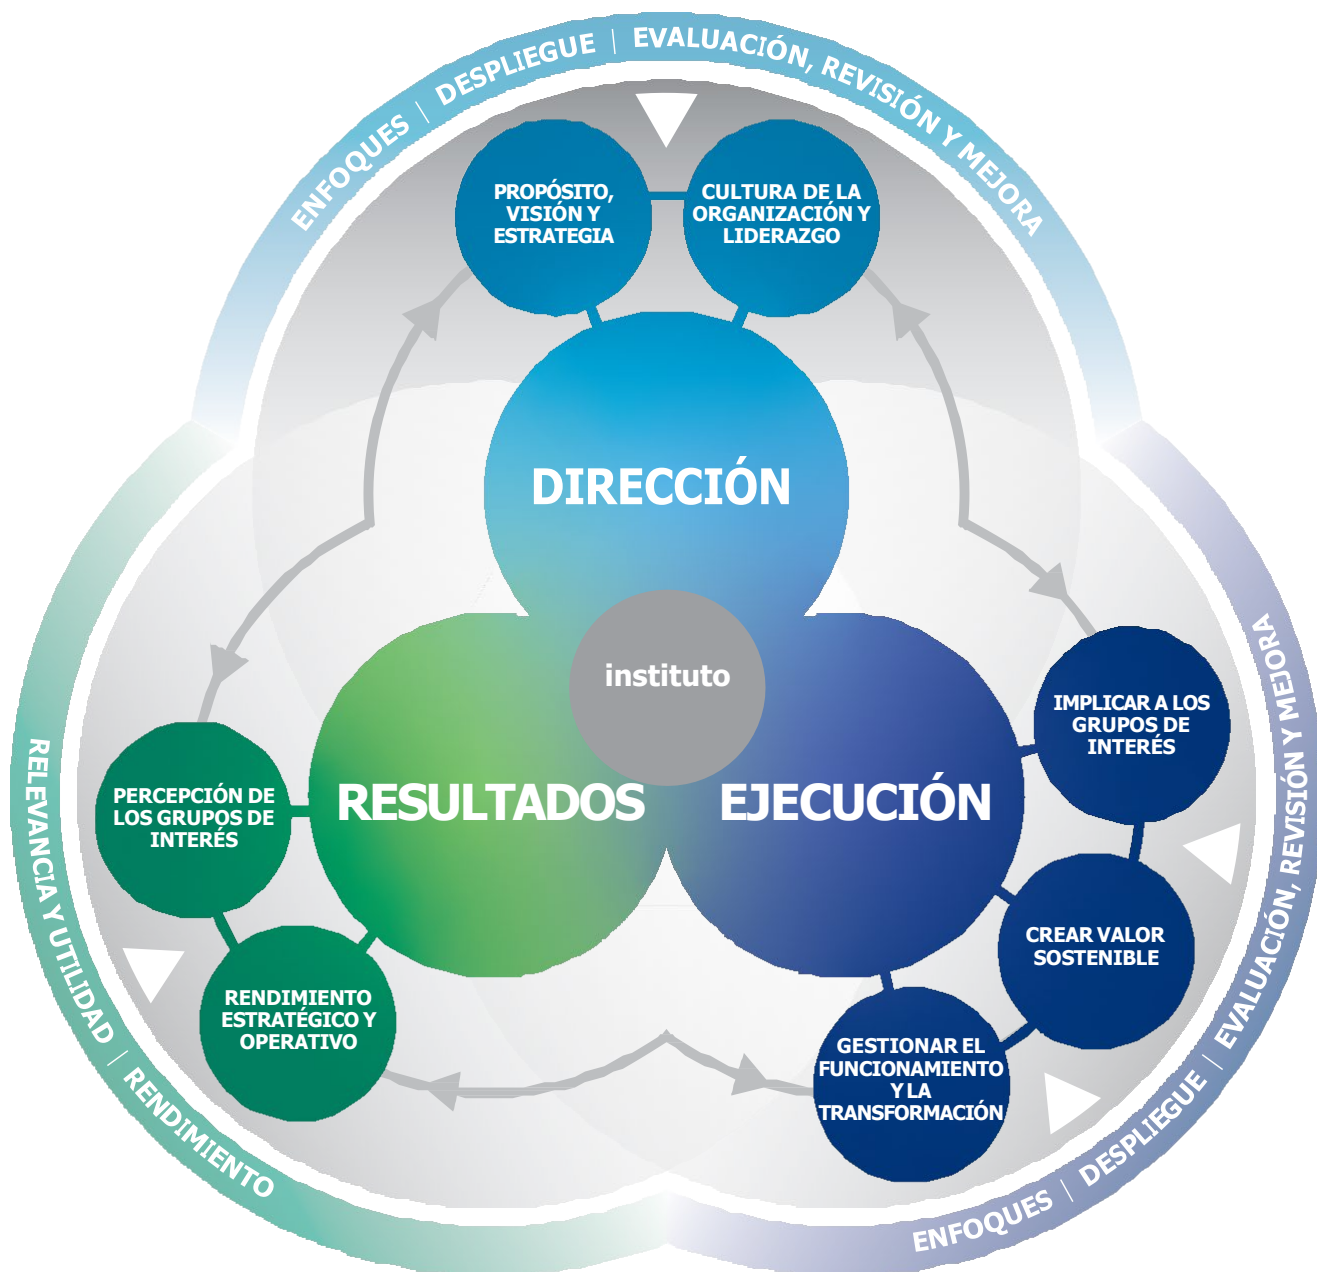 ENFOQUES | DESPLIEGUE | EVALUACIÓN, REVISIÓN Y MEJORA
PROPÓSITO,
VISIÓN Y
ESTRATEGIA
CULTURA DE LA
ORGANIZACIÓN Y
LIDERAZGO
DIRECCIÓN
instituto
RESULTADOS
EJECUCIÓN
IMPLICAR A LOS
GRUPOS DE
INTERÉS
CREAR VALOR
SOSTENIBLE
GESTIONAR EL
FUNCIONAMIENTO
Y LA
TRANSFORMACIÓN
PERCEPCIÓN DE
LOS GRUPOS DE
INTERÉS
RENDIMIENTO
ESTRATÉGICO Y
OPERATIVO
RELEVANCIA Y UTILIDAD | RENDIMIENTO
ENFOQUES | DESPLIEGUE | EVALUACIÓN, REVISIÓN Y MEJORA